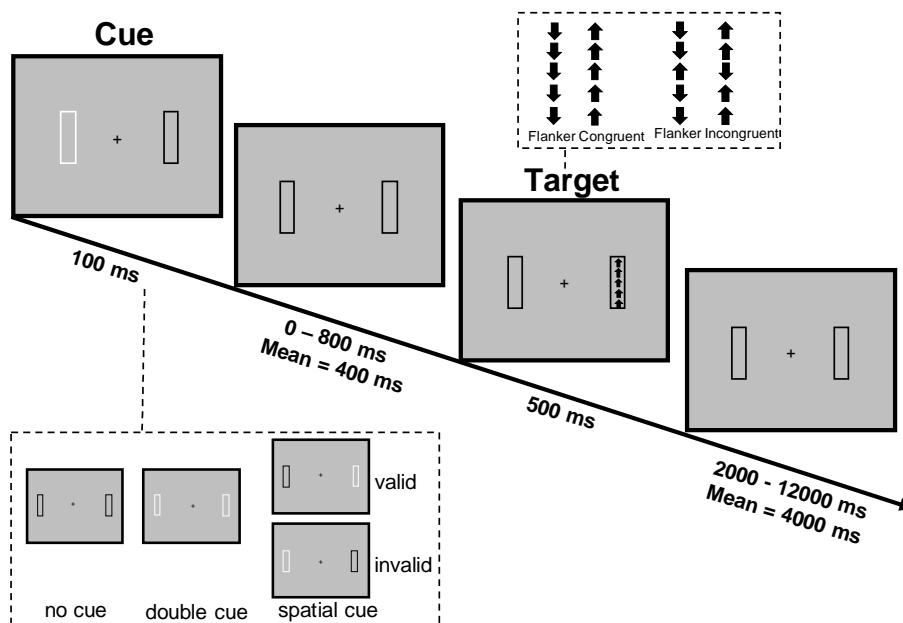 Cue
Flanker Congruent
Flanker Incongruent
Target
100 ms
0 – 800 ms
Mean = 400 ms
500 ms
2000 - 12000 ms
Mean = 4000 ms
valid
invalid
no cue
double cue
spatial cue